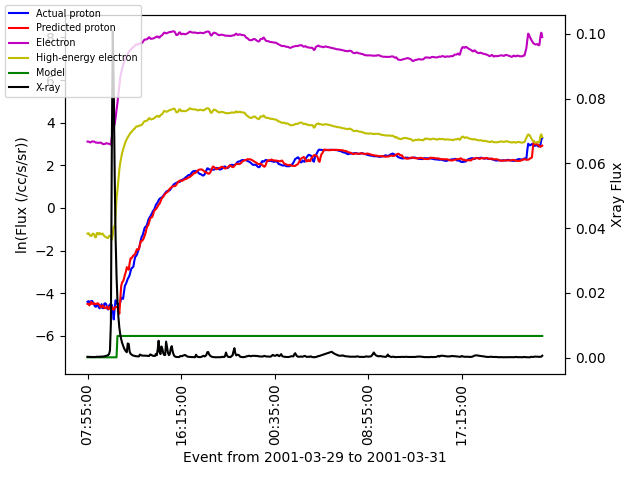 Actual proton
Predicted proton
Electron
High-energy electron
Model
X-ray
8
6
4
2
0
−2
−4
−6
ln(Flux (/cc/s/sr))
0.10
0.08
0.06
0.04
0.02
0.00
Xray Flux
07:55:00
16:15:00
00:35:00
08:55:00
17:15:00
Event from 2001-03-29 to 2001-03-31